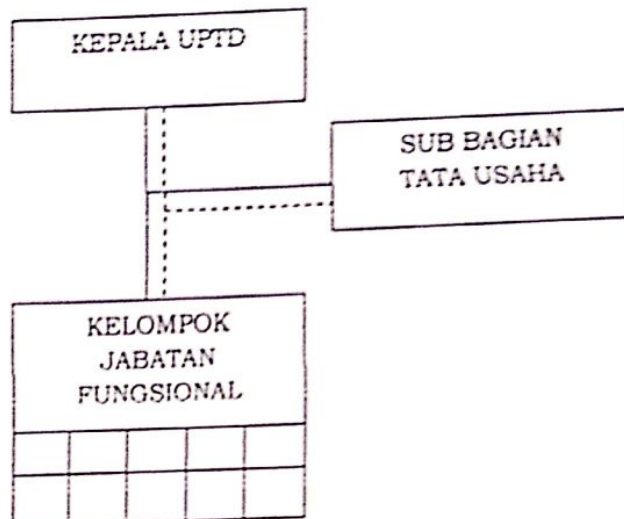 KEPALA UPTD
SUB BAGIAN
TATA USAHA
KELOMPOK
JABATAN
FUNGSIONAL